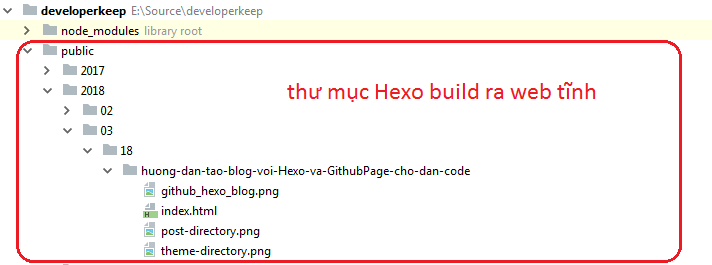 developerkeep E:\Source\developerkeep
node_modules library root
public
2017
2018
thư mục Hexo build ra web tĩnh
02
03
18
huong-dan-tao-blog-voi-Hexo-va-GithubPage-cho-dan-code
github_hexo_blog.png
index.html
post-directory.png
theme-directory.png